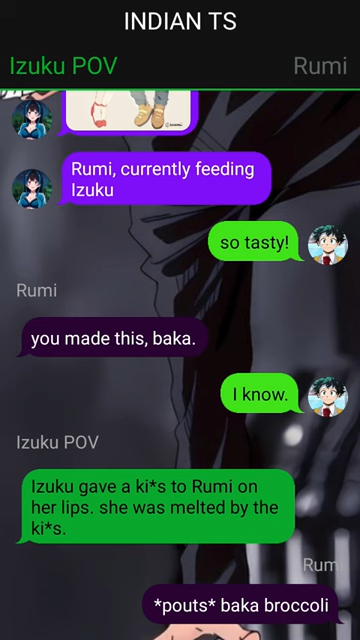 INDIAN TS
Izuku POV
Rumi
Rumi, currently feeding
Izuku
so tasty!
Rumi
you made this, baka.
I know.
Izuku POV
Izuku gave a ki*s to Rumi on
her lips. she was melted by the
ki*s.
Rumi
*pouts* baka broccoli